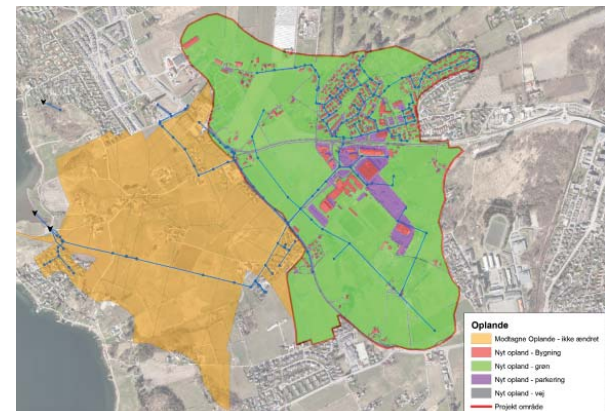 Oplande
Modtagne Oplande - ikke ændret
Nyt opland - Bygning
Nyt opland - grøn
Nyt opland - parkering
Nyt opland - vej
Projekt område